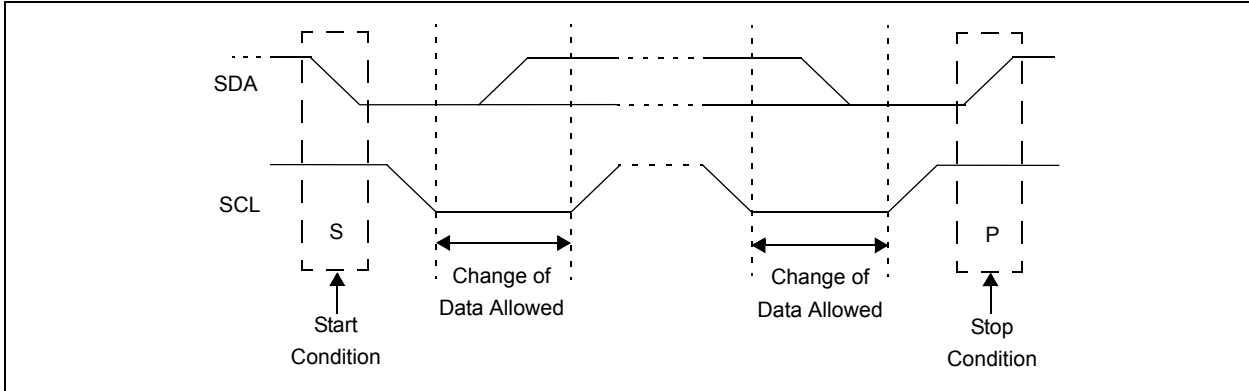 SDA
SCL
S
P
Change of
Data Allowed
Change of
Data Allowed
Start
Condition
Stop
Condition